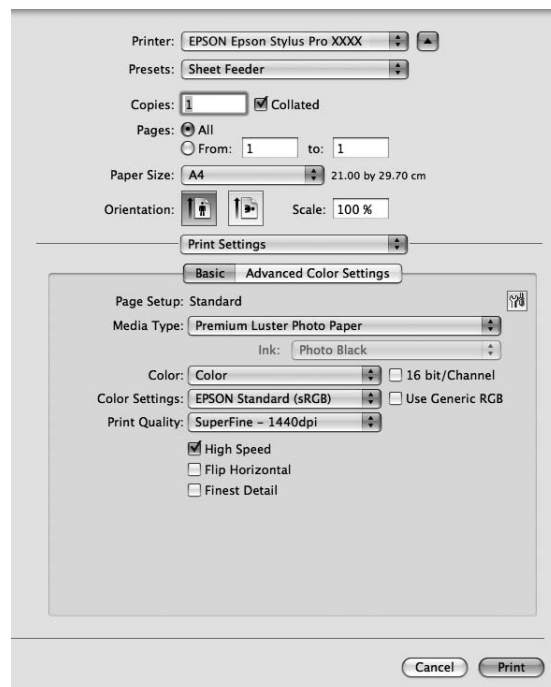 Printer: EPSON Epson Stylus Pro XXXX
Presets: Sheet Feeder
Copies: 1 Collated
Pages: All
From: 1 to: 1
Paper Size: A4 21.00 by 29.70 cm
Orientation: Scale: 100 %
Print Settings
Basic Advanced Color Settings
Page Setup: Standard
Media Type: Premium Luster Photo Paper
Ink: Photo Black
Color: Color 16 bit/Channel
Color Settings: EPSON Standard (sRGB) Use Generic RGB
Print Quality: SuperFine – 1440dpi
High Speed
Flip Horizontal
Finest Detail
Cancel Print